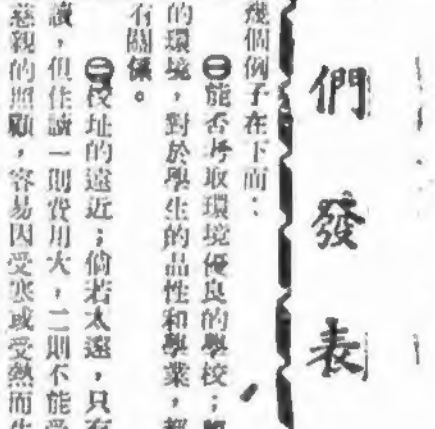 們發表
幾個例子在下面：
㊀能否考取環境優良的學校；
的環境，對於學生的品性和學業，都
有關係。
㊁校址的遠近；倘若太遠，只有
讀，但住讀一則費用大，二則不能受
慈親的照顧，容易因受寒或受熱而生